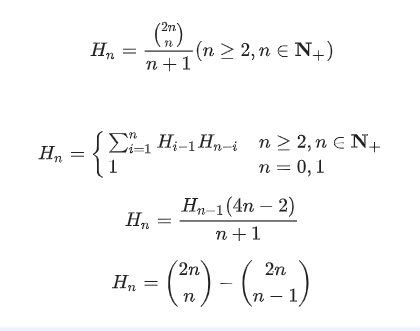 $H_n = \frac{\binom{2n}{n}}{n+1} (n \geq 2, n \in \mathbf{N}_+)$
$H_n = \begin{cases} \sum_{i=1}^{n} H_{i-1} H_{n-i} & n \geq 2, n \in \mathbf{N}_+ \\ 1 & n = 0, 1 \end{cases}$
$H_n = \frac{H_{n-1}(4n-2)}{n+1}$
$H_n = \binom{2n}{n} - \binom{2n}{n-1}$